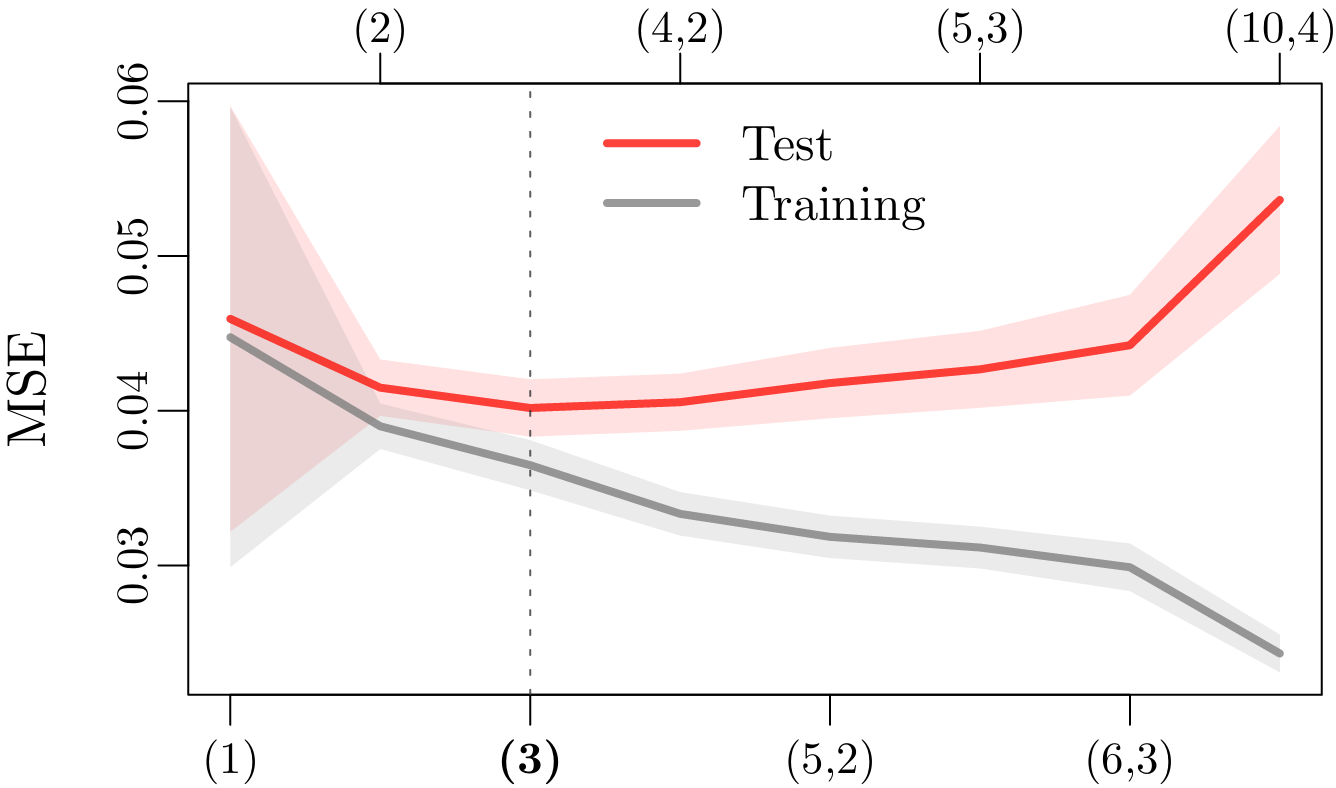 (2) (4,2) (5,3) (10,4)
0.06
0.05
0.04
0.03
MSE
Test
Training
(1) (3) (5,2) (6,3)